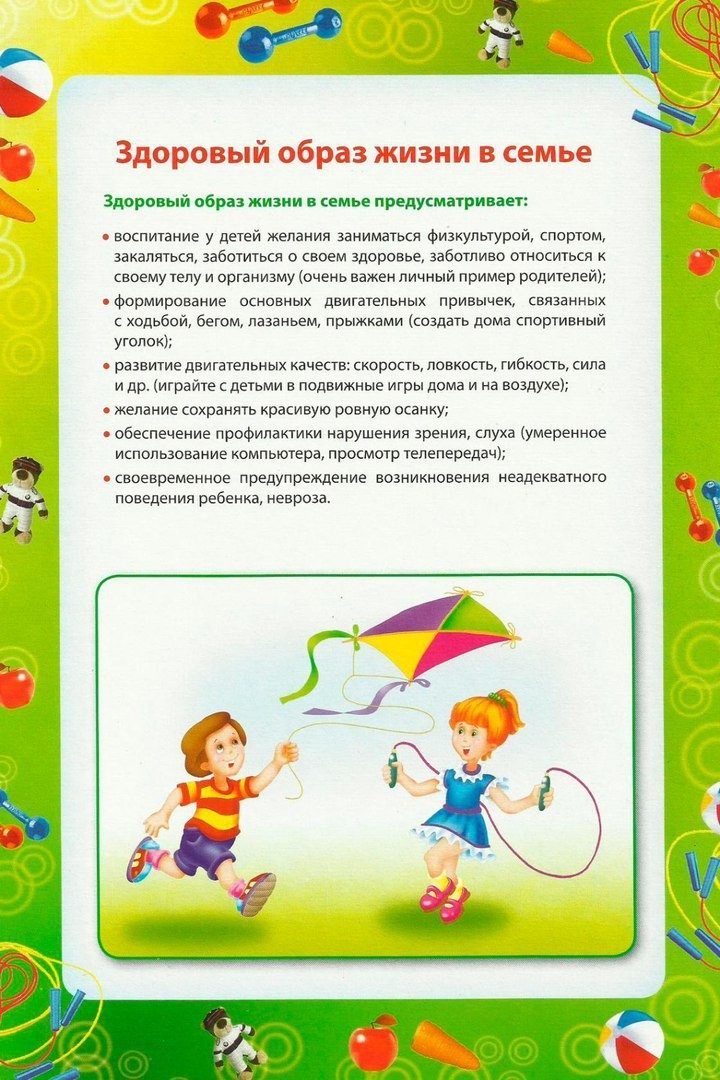 Здоровый образ жизни в семье
Здоровый образ жизни в семье предусматривает:
• воспитание у детей желания заниматься физкультурой, спортом,
закаляться, заботиться о своем здоровье, заботливо относиться к
своему телу и организму (очень важен личный пример родителей);
• формирование основных двигательных привычек, связанных
с ходьбой, бегом, лазаньем, прыжками (создать дома спортивный
уголок);
• развитие двигательных качеств: скорость, ловкость, гибкость, сила
и др. (играйте с детьми в подвижные игры дома и на воздухе);
• желание сохранять красивую ровную осанку;
• обеспечение профилактики нарушения зрения, слуха (умеренное
использование компьютера, просмотр телепередач);
• своевременное предупреждение возникновения неадекватного
поведения ребенка, невроза.